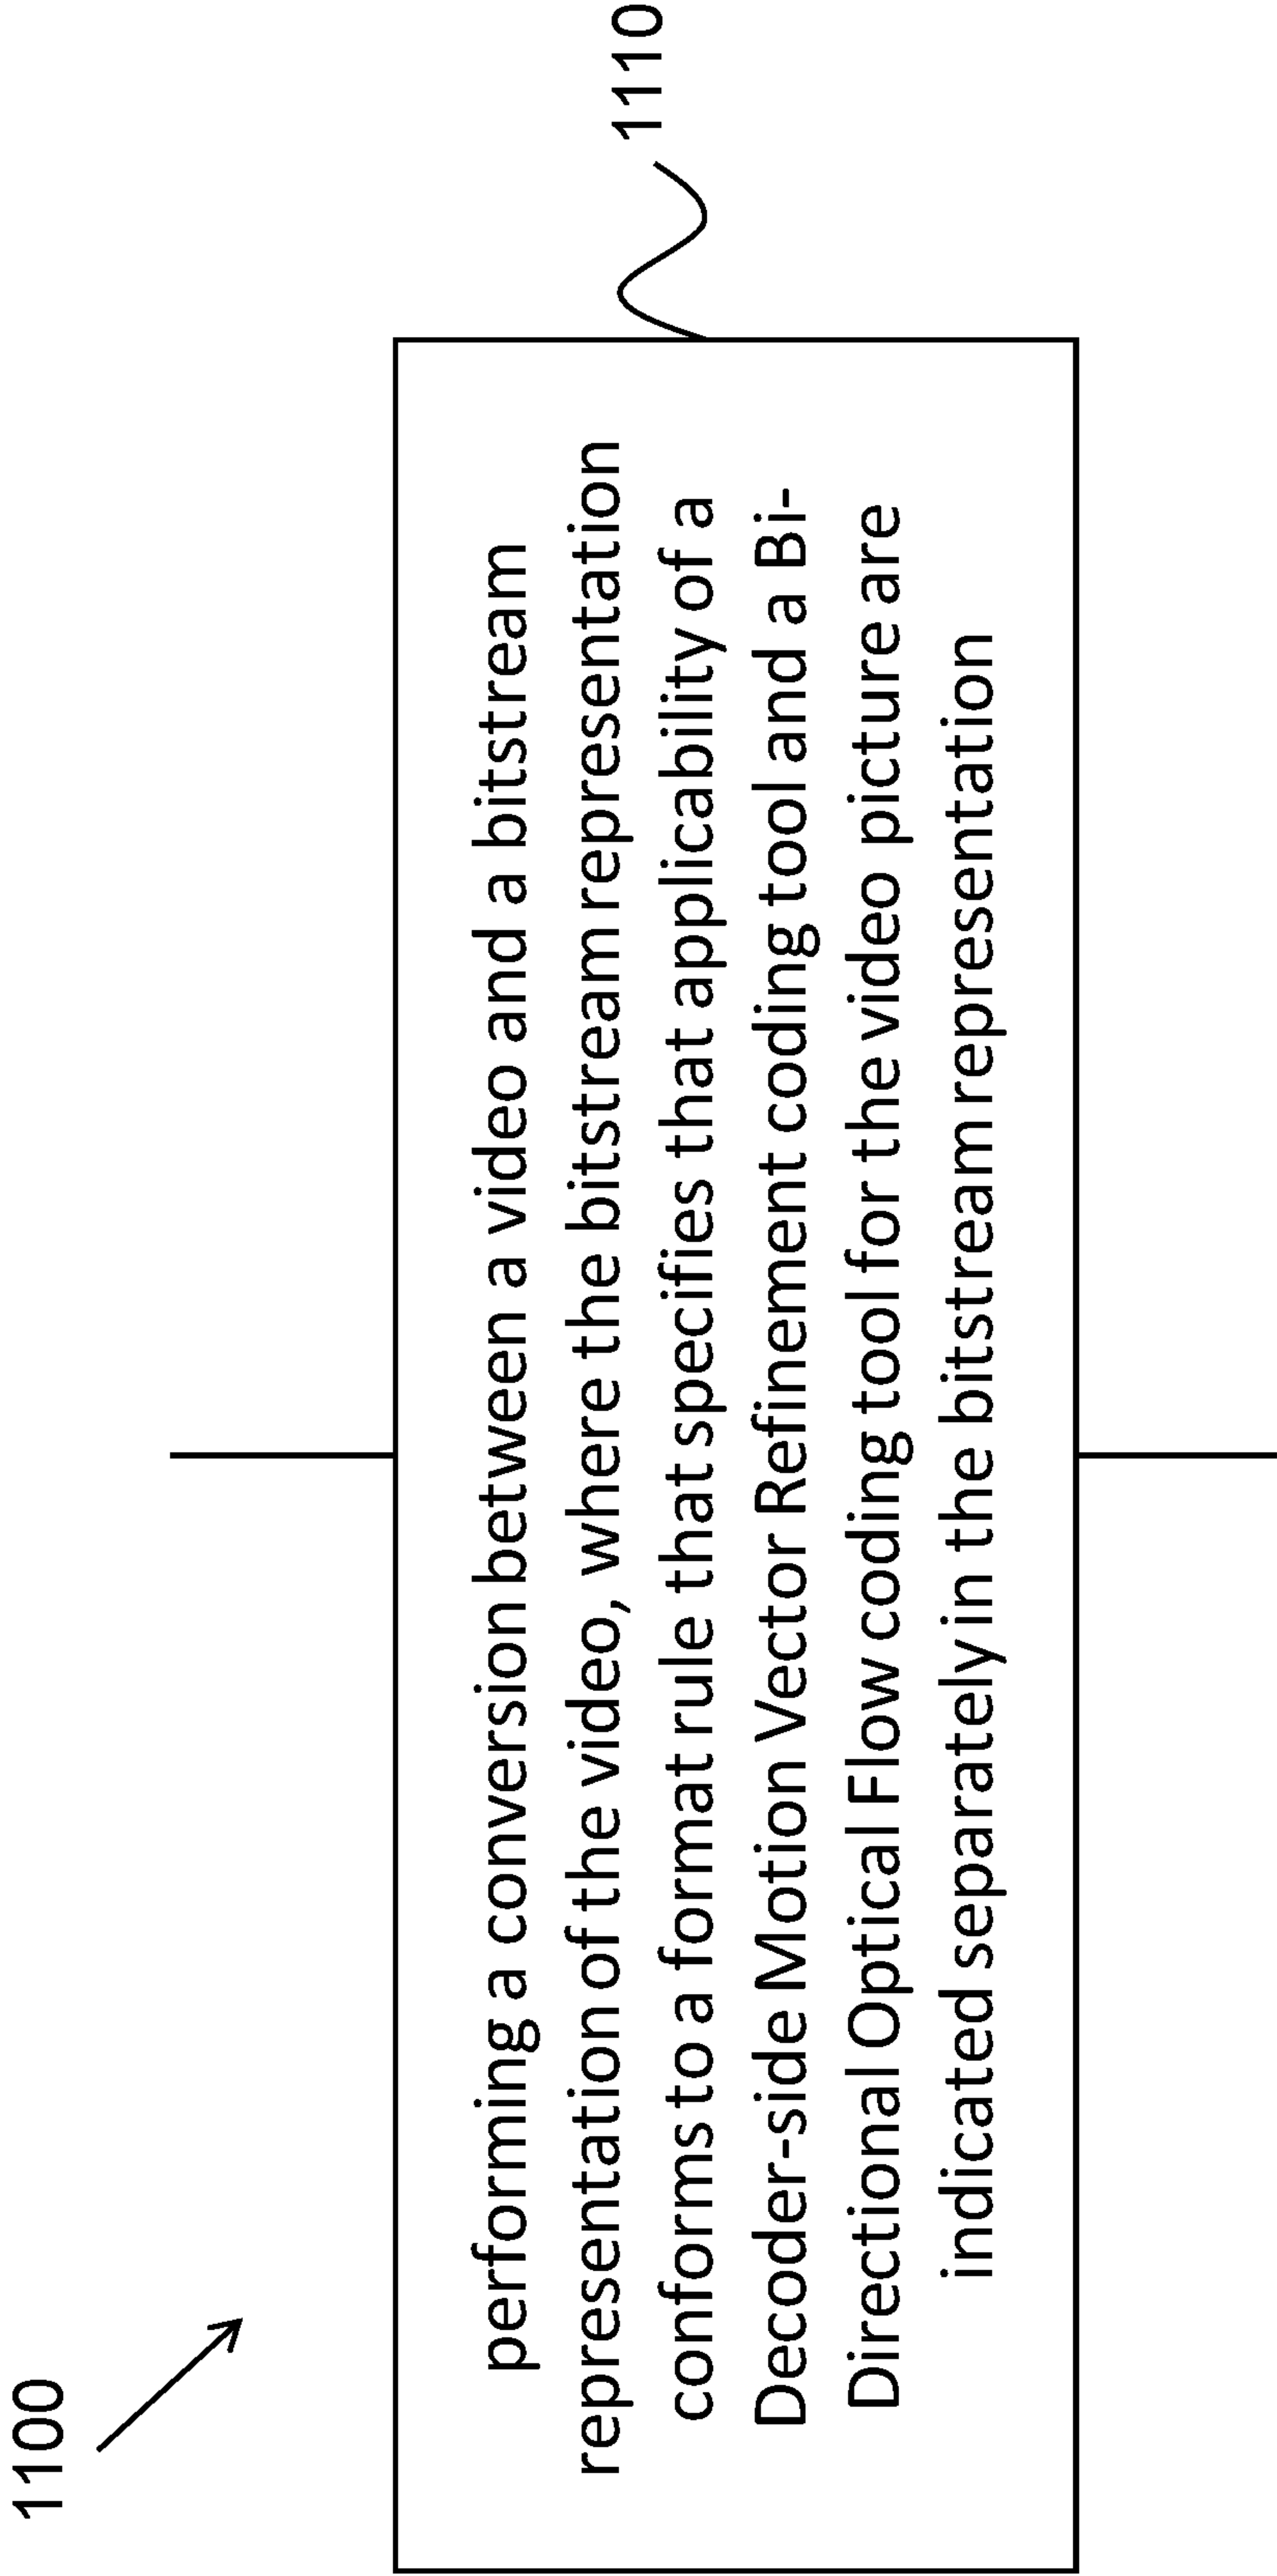 1100
performing a conversion between a video and a bitstream
representation of the video, where the bitstream representation
conforms to a format rule that specifies that applicability of a
Decoder-side Motion Vector Refinement coding tool and a Bi-
Directional Optical Flow coding tool for the video picture are
indicated separately in the bitstream representation
1110